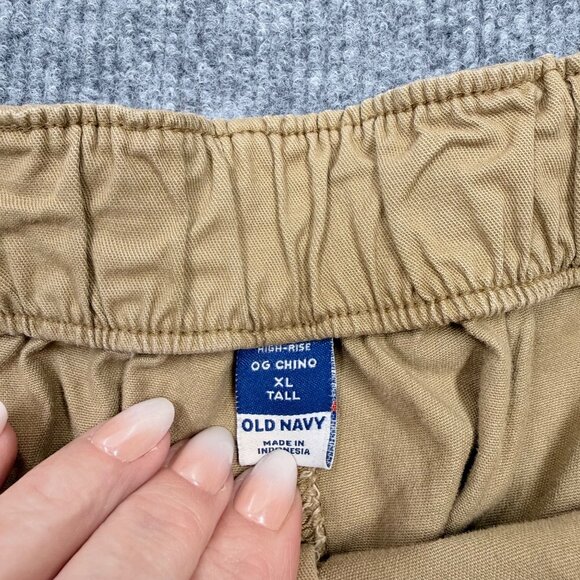 HIGH-RISE
OG CHINO
XL
TALL
OLD NAVY
MADE IN
INDONESIA